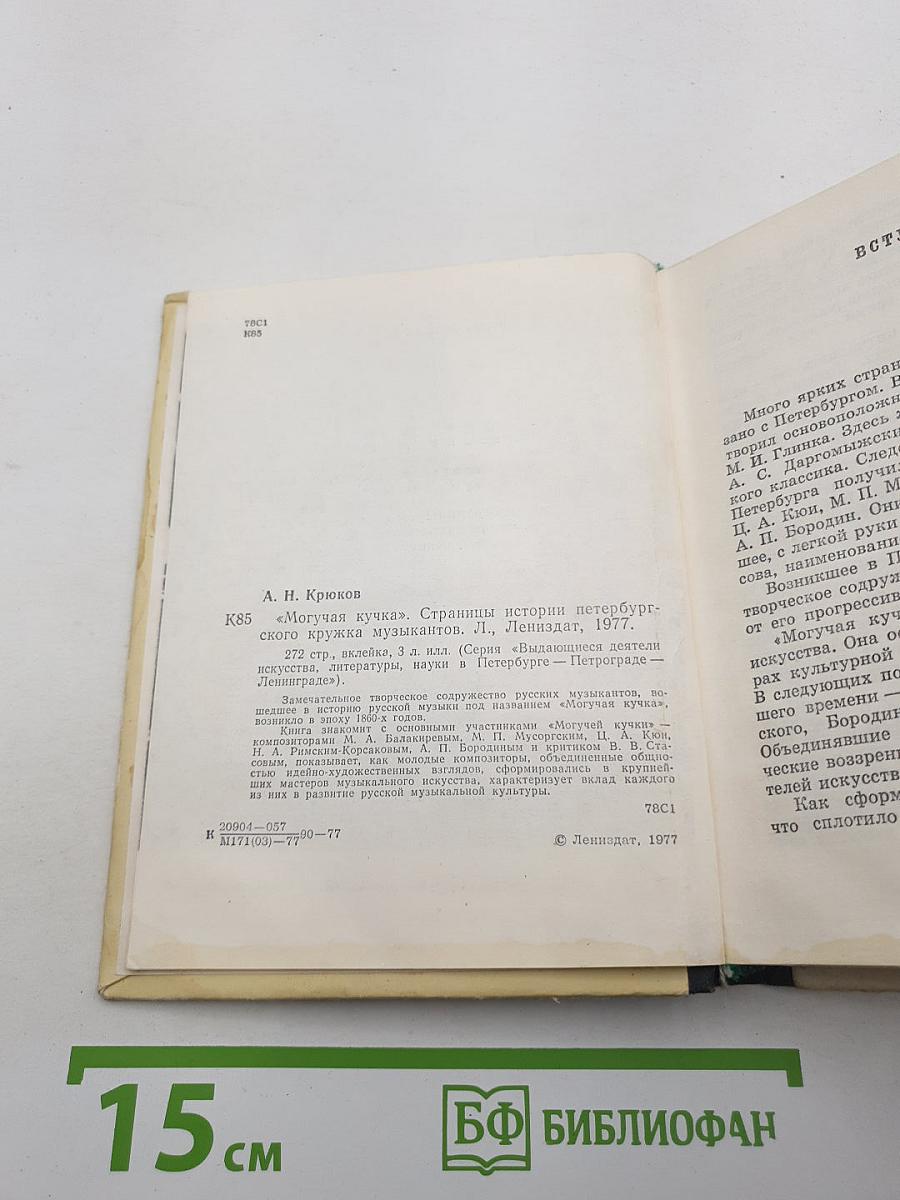 78С1
К85
А. Н. Крюков
К85 «Могучая кучка». Страницы истории петербург-
ского кружка музыкантов. Л., Лениздат, 1977.
272 стр., вклейка, 3 л. илл. (Серия «Выдающиеся деятели
искусства, литературы, науки в Петербурге — Петрограде —
Ленинграде»).
Замечательное творческое содружество русских музыкантов, во-
шедшее в историю русской музыки под названием «Могучая кучка»,
возникло в эпоху 1860-х годов.
Книга знакомит с основными участниками «Могучей кучки» —
композиторами М. А. Балакиревым, М. П. Мусоргским, Ц. А. Кюи,
Н. А. Римским-Корсаковым, А. П. Бородиным и критиком В. В. Ста-
совым, показывает, как молодые композиторы, объединенные общно-
стью идейно-художественных взглядов, сформировались в крупней-
ших мастеров музыкального искусства, характеризует вклад каждого
из них в развитие русской музыкальной культуры.
78С1
К 20904—057
М171(03)—77 90—77
© Лениздат, 1977
ВСТ
Много ярких стран
зано с Петербургом. В
творил основоположн
М. И. Глинка. Здесь ж
А. С. Даргомыжски
кого классика. След
Петербурга получи
Ц. А. Кюи, М. П. М
А. П. Бородин. Они
шее, с легкой руки
сова, наименовани
Возникшее в П
творческое содруж
от его прогрессив
«Могучая куч
искусства. Она о
рах культурной
В следующих по
шего времени —
ского, Бородин
Объединявшие
ческие воззрен
телей искусств
Как сформ
что сплотило
15 см
БФ БИБЛИОФАН